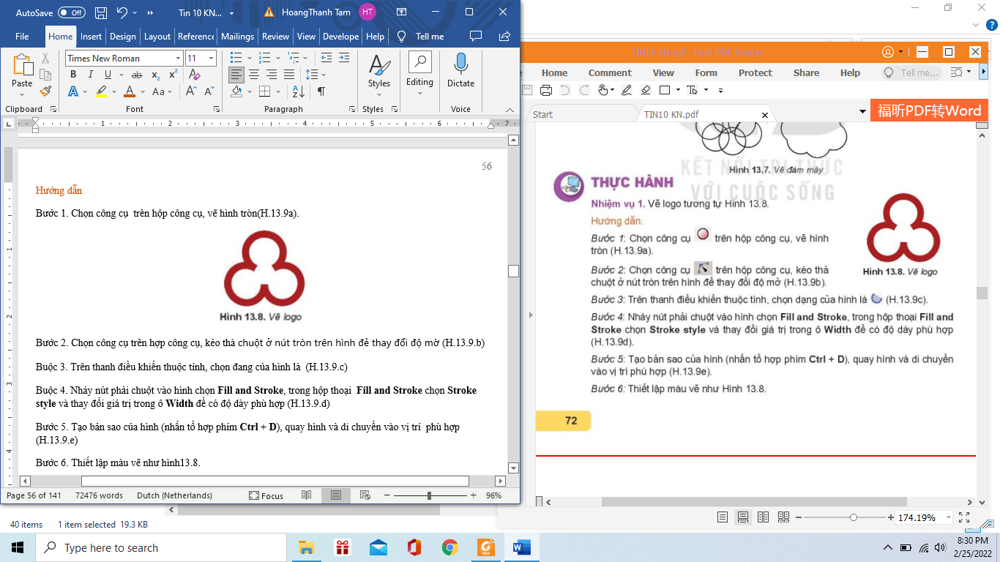 AutoSave Off Tin 10 KN... HoangThanh Tam HT
File Home Insert Design Layout Reference Mailings Review View Develope Help Tell me
Times New Roman 11
Paste Styles Editing Dictate
Clipboard Font Paragraph Styles Voice
1 2 3 4 5 6 7
56
Hướng dẫn
Bước 1. Chọn công cụ trên hộp công cụ, vẽ hình tròn(H.13.9a).
Hình 13.8. Vẽ logo
Bước 2. Chọn công cụ trên hợp công cụ, kéo thà chuột ở nút tròn trên hình đẻ thay đổi độ mờ (H.13.9.b)
Buộc 3. Trên thanh điều khiển thuộc tính, chọn đang của hình là (H.13.9.c)
Buộc 4. Nháy nút phải chuột vào hình chọn Fill and Stroke, trong hộp thoại Fill and Stroke chọn Stroke
style và thay đổi giá trị trong ô Width để có độ dày phù hợp (H.13.9.d)
Bước 5. Tạo bản sao của hình (nhấn tổ hợp phím Ctrl + D), quay hình và di chuyển vào vị trí phù hợp
(H.13.9.e)
Bước 6. Thiết lập màu vẽ như hình13.8.
Page 56 of 141 72476 words Dutch (Netherlands) Focus 96%
40 items 1 item selected 19.3 KB
TIN10 KN.pdf - Foxit PDF Reader
Home Comment View Form Protect Share Help Tell me...
Start TIN10 KN.pdf
福昕PDF转Word
Hình 13.7. Vẽ đám mây
KẾT NỐI TRI THỨC
VỚI CUỘC SỐNG
THỰC HÀNH
Nhiệm vụ 1. Vẽ logo tương tự Hình 13.8.
Hướng dẫn.
Bước 1: Chọn công cụ trên hộp công cụ, vẽ hình
tròn (H.13.9a).
Bước 2: Chọn công cụ trên hộp công cụ, kéo thả
chuột ở nút tròn trên hình để thay đổi độ mở (H.13.9b).
Hình 13.8. Vẽ logo
Bước 3: Trên thanh điều khiển thuộc tính, chọn dạng của hình là (H.13.9c).
Bước 4: Nháy nút phải chuột vào hình chọn Fill and Stroke, trong hộp thoại Fill and
Stroke chọn Stroke style và thay đổi giá trị trong ô Width để có độ dày phù hợp
(H.13.9d).
Bước 5: Tạo bản sao của hình (nhấn tổ hợp phím Ctrl + D), quay hình và di chuyển
vào vị trí phù hợp (H.13.9e).
Bước 6: Thiết lập màu vẽ như Hình 13.8.
72
174.19%
Type here to search
8:30 PM
2/25/2022